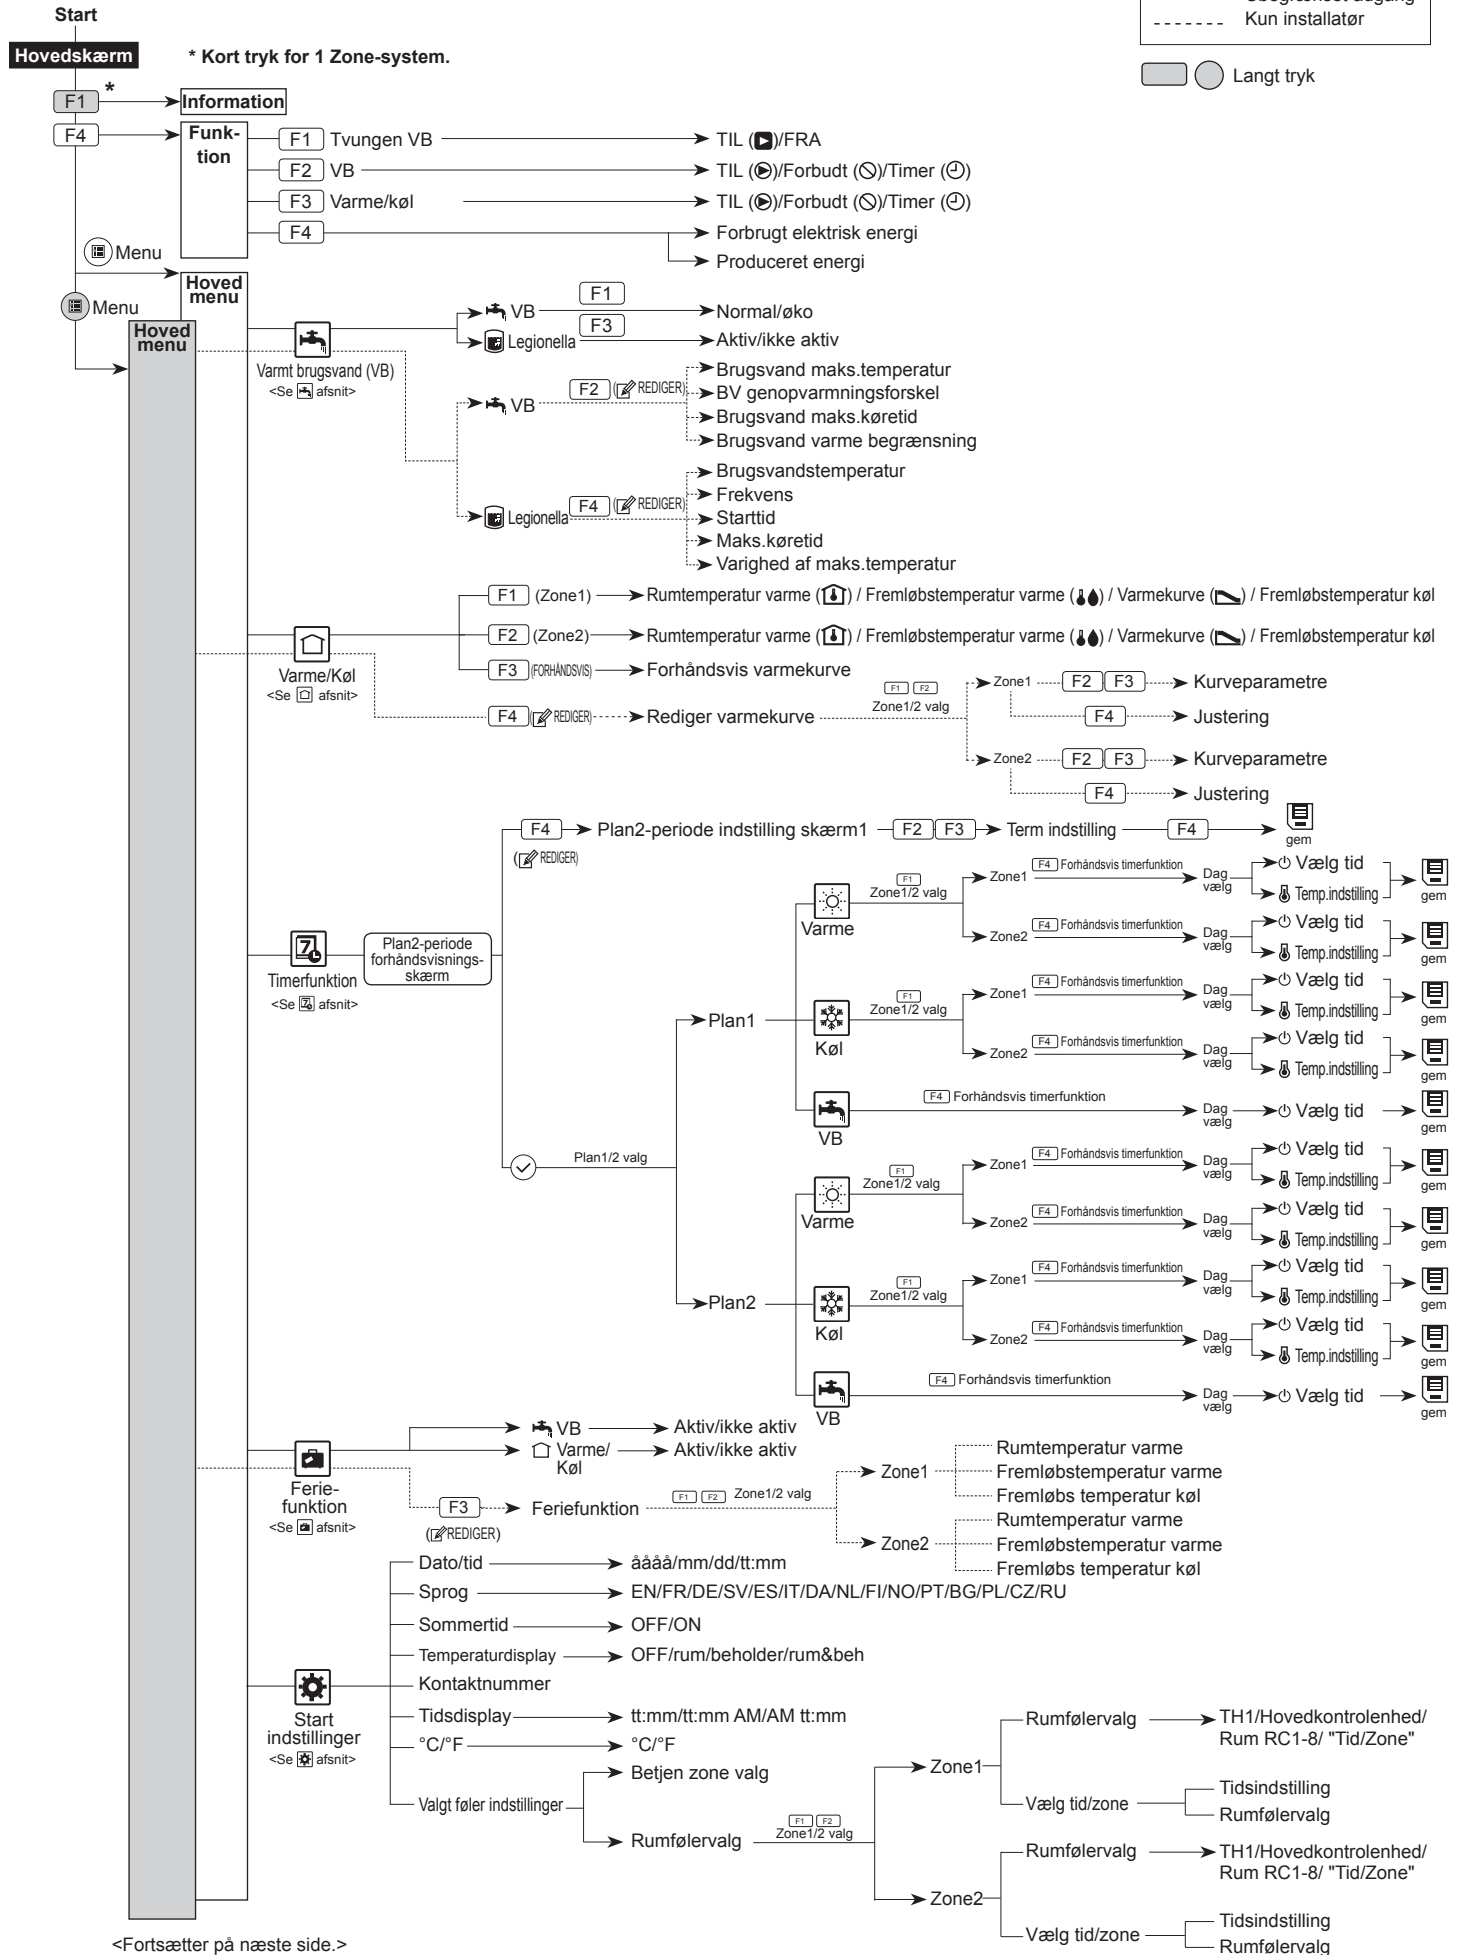 Start
Ubegrænset adgang
Kun installatør
Hovedskærm
* Kort tryk for 1 Zone-system.
Langt tryk
F1 * Information
F4 Funk-
tion
F1 Tvungen VB TIL ()/FRA
F2 VB TIL ()/Forbudt ()/Timer ()
F3 Varme/køl TIL ()/Forbudt ()/Timer ()
F4 Forbrugt elektrisk energi
Produceret energi
Menu
Hoved
menu
Menu
Hoved
menu
Varmt brugsvand (VB)
<Se afsnit>
VB F1 Normal/øko
Legionella F3 Aktiv/ikke aktiv
VB F2 (REDIGER)
Brugsvand maks.temperatur
BV genopvarmningsforskel
Brugsvand maks.køretid
Brugsvand varme begrænsning
Legionella F4 (REDIGER)
Brugsvandstemperatur
Frekvens
Starttid
Maks.køretid
Varighed af maks.temperatur
Varme/Køl
<Se afsnit>
F1 (Zone1) Rumtemperatur varme () / Fremløbstemperatur varme () / Varmekurve () / Fremløbstemperatur køl
F2 (Zone2) Rumtemperatur varme () / Fremløbstemperatur varme () / Varmekurve () / Fremløbstemperatur køl
F3 (FORHÅNDSVIS) Forhåndsvis varmekurve
F4 (REDIGER) Rediger varmekurve
F1 F2
Zone1/2 valg
Zone1 F2 F3 Kurveparametre
F4 Justering
Zone2 F2 F3 Kurveparametre
F4 Justering
Timerfunktion
<Se 7 afsnit>
Plan2-periode
forhåndsvisnings-
skærm
F4 Plan2-periode indstilling skærm1 F2 F3 Term indstilling F4 gem
(REDIGER)
Plan1/2 valg
Plan1
Varme
F1
Zone1/2 valg
Zone1 F4 Forhåndsvis timerfunktion Dag
vælg
Vælg tid
Temp.indstilling
gem
Zone2 F4 Forhåndsvis timerfunktion Dag
vælg
Vælg tid
Temp.indstilling
gem
Køl
F1
Zone1/2 valg
Zone1 F4 Forhåndsvis timerfunktion Dag
vælg
Vælg tid
Temp.indstilling
gem
Zone2 F4 Forhåndsvis timerfunktion Dag
vælg
Vælg tid
Temp.indstilling
gem
VB
F4 Forhåndsvis timerfunktion Dag
vælg
Vælg tid
gem
Plan2
Varme
F1
Zone1/2 valg
Zone1 F4 Forhåndsvis timerfunktion Dag
vælg
Vælg tid
Temp.indstilling
gem
Zone2 F4 Forhåndsvis timerfunktion Dag
vælg
Vælg tid
Temp.indstilling
gem
Køl
F1
Zone1/2 valg
Zone1 F4 Forhåndsvis timerfunktion Dag
vælg
Vælg tid
Temp.indstilling
gem
Zone2 F4 Forhåndsvis timerfunktion Dag
vælg
Vælg tid
Temp.indstilling
gem
VB
F4 Forhåndsvis timerfunktion Dag
vælg
Vælg tid
gem
Ferie-
funktion
<Se afsnit>
VB Aktiv/ikke aktiv
Varme/
Køl Aktiv/ikke aktiv
F3 Feriefunktion F1 F2 Zone1/2 valg
(REDIGER)
Zone1
Rumtemperatur varme
Fremløbstemperatur varme
Fremløbs temperatur køl
Zone2
Rumtemperatur varme
Fremløbstemperatur varme
Fremløbs temperatur køl
Start
indstillinger
<Se afsnit>
Dato/tid åååå/mm/dd/tt:mm
Sprog EN/FR/DE/SV/ES/IT/DA/NL/FI/NO/PT/BG/PL/CZ/RU
Sommertid OFF/ON
Temperaturdisplay OFF/rum/beholder/rum&beh
Kontaktnummer
Tidsdisplay tt:mm/tt:mm AM/AM tt:mm
°C/°F °C/°F
Valgt føler indstillinger
Betjen zone valg
Rumfølervalg
F1 F2
Zone1/2 valg
Zone1
Rumfølervalg TH1/Hovedkontrolenhed/
Rum RC1-8/ "Tid/Zone"
Vælg tid/zone
Tidsindstilling
Rumfølervalg
Zone2
Rumfølervalg TH1/Hovedkontrolenhed/
Rum RC1-8/ "Tid/Zone"
Vælg tid/zone
Tidsindstilling
Rumfølervalg
<Fortsætter på næste side.>